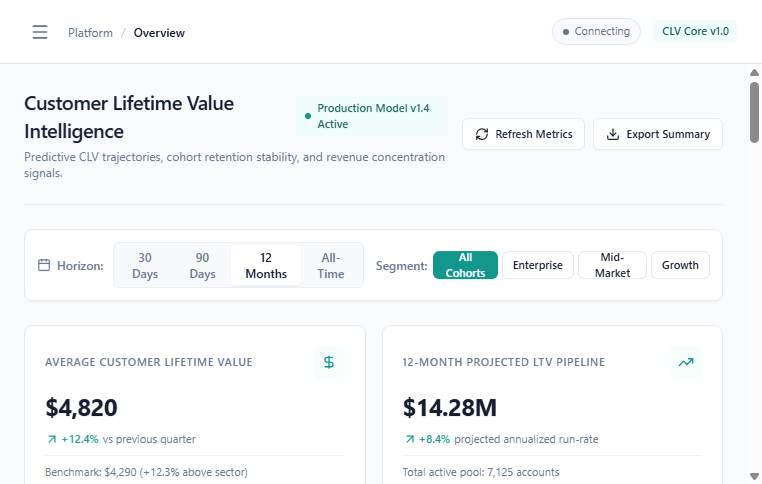 Platform / Overview
Connecting
CLV Core v1.0
Customer Lifetime Value
Intelligence
Production Model v1.4
Active
Predictive CLV trajectories, cohort retention stability, and revenue concentration
signals.
Refresh Metrics
Export Summary
Horizon:
30
Days
90
Days
12
Months
All-
Time
Segment:
All
Cohorts
Enterprise
Mid-
Market
Growth
AVERAGE CUSTOMER LIFETIME VALUE
$4,820
+12.4% vs previous quarter
Benchmark: $4,290 (+12.3% above sector)
12-MONTH PROJECTED LTV PIPELINE
$14.28M
+8.4% projected annualized run-rate
Total active pool: 7,125 accounts